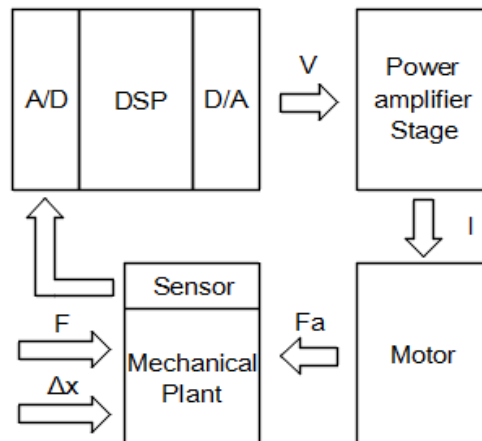 A/D
DSP
D/A
V
Power
amplifier
Stage
I
Sensor
F
Fa
Mechanical
Plant
Motor
Δx